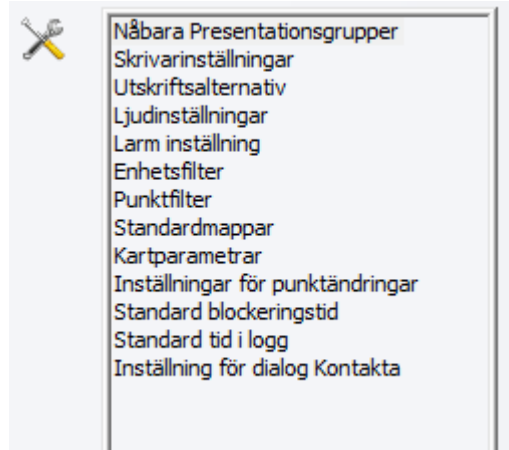 Nåbara Presentationsgrupper
Skrivarinställningar
Utskriftsalternativ
Ljudinställningar
Larm inställning
Enhetsfilter
Punktfilter
Standardmappar
Kartparametrar
Inställningar för punktändringar
Standard blockeringstid
Standard tid i logg
Inställning för dialog Kontakta